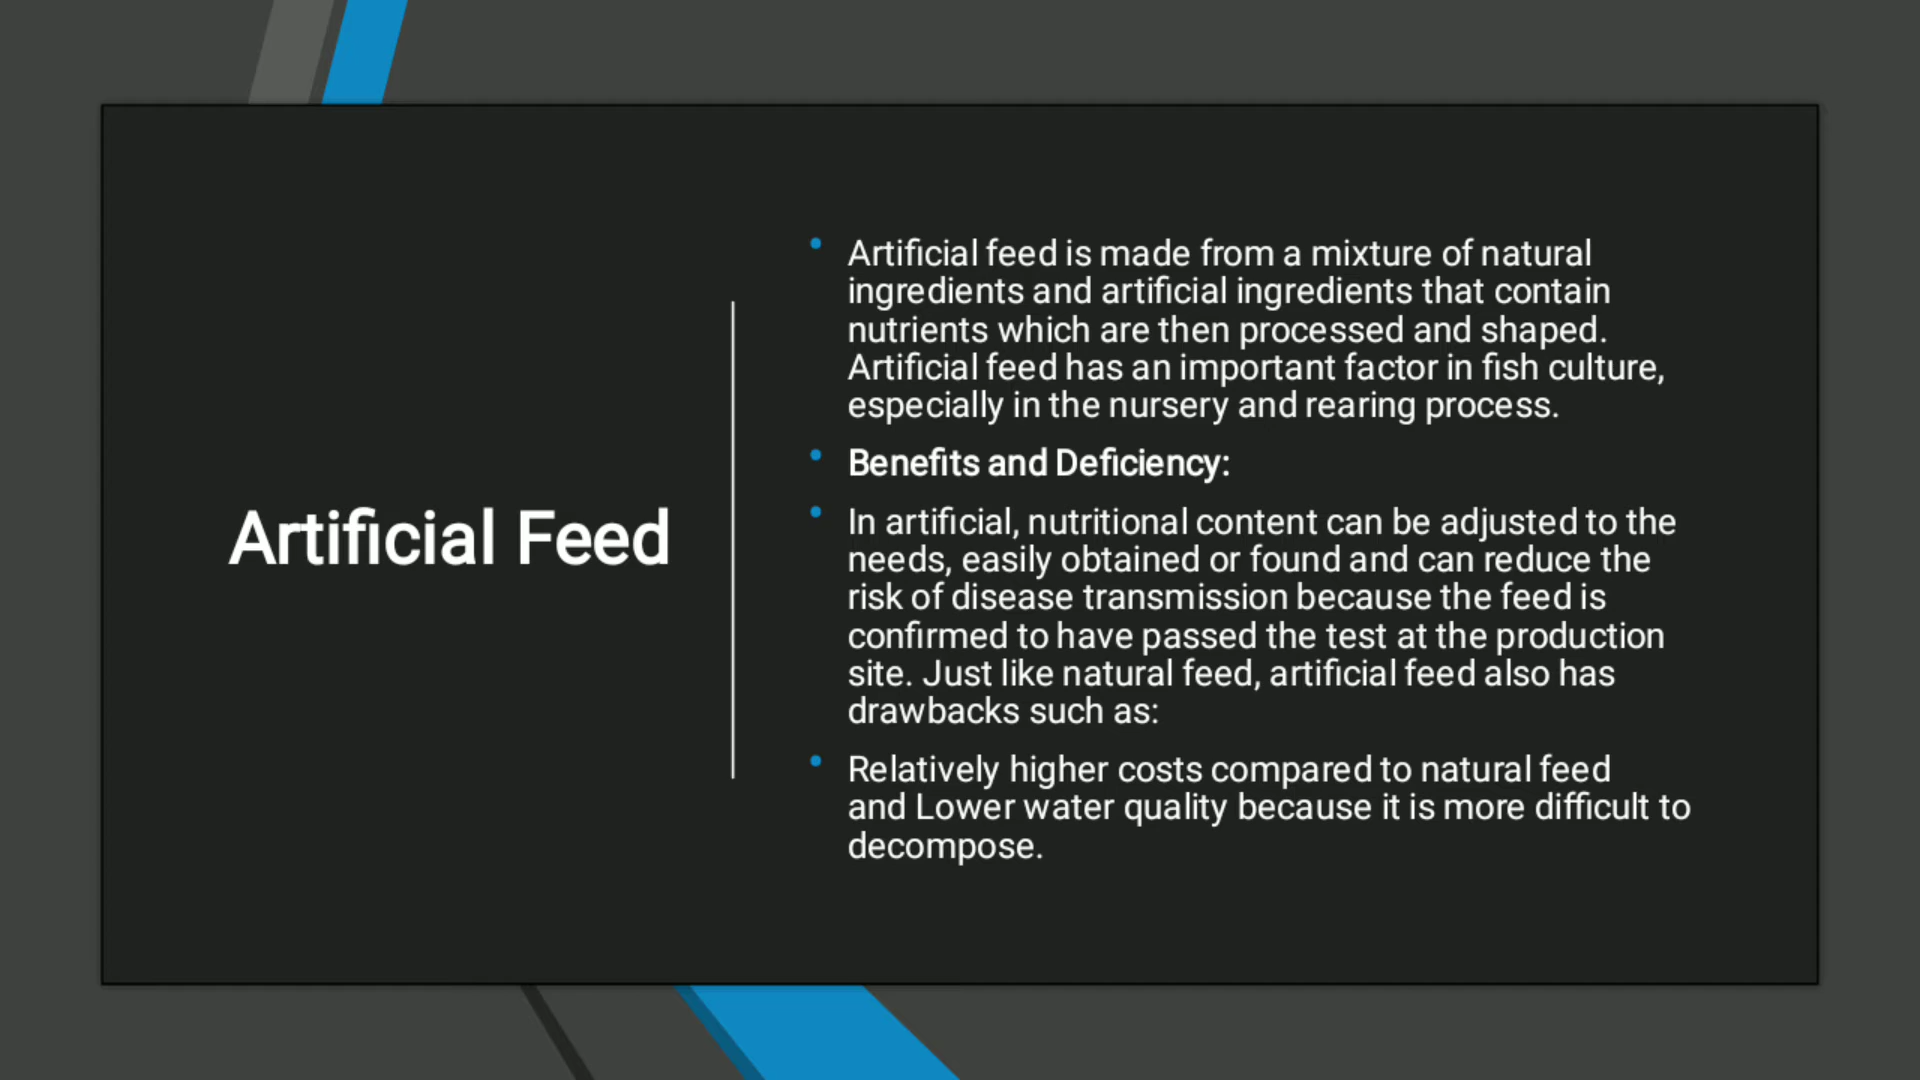 Artificial Feed
Artificial feed is made from a mixture of natural
ingredients and artificial ingredients that contain
nutrients which are then processed and shaped.
Artificial feed has an important factor in fish culture,
especially in the nursery and rearing process.
Benefits and Deficiency:
In artificial, nutritional content can be adjusted to the
needs, easily obtained or found and can reduce the
risk of disease transmission because the feed is
confirmed to have passed the test at the production
site. Just like natural feed, artificial feed also has
drawbacks such as:
Relatively higher costs compared to natural feed
and Lower water quality because it is more difficult to
decompose.